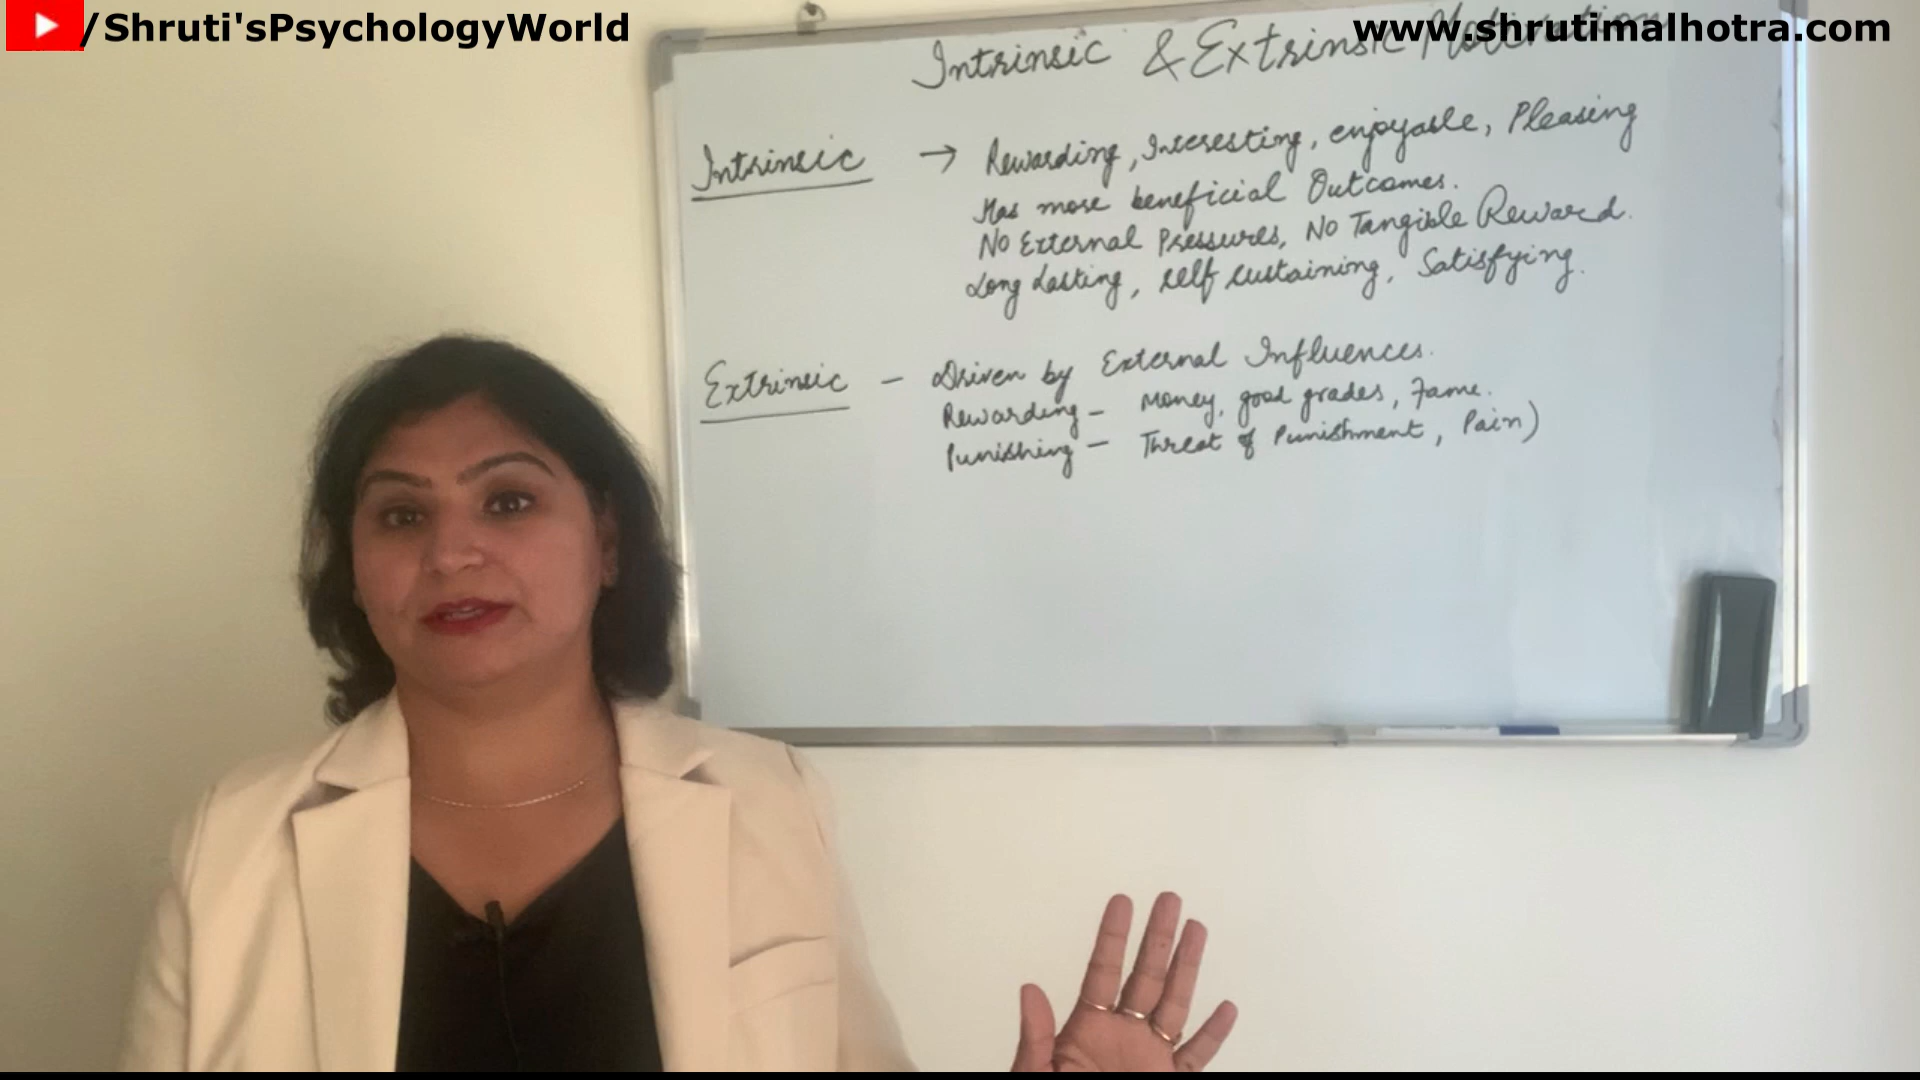 /Shruti'sPsychologyWorld
www.shrutimalhotra.com
Intrinsic & Extrinsic Motivation
Intrinsic → Rewarding, Interesting, enjoyable, Pleasing
Has more beneficial Outcomes.
No External Pressures, No Tangible Reward.
Long Lasting, self sustaining, Satisfying.
Extrinsic – Driven by External Influences.
Rewarding – Money, good grades, Fame.
Punishing – Threat of Punishment, Pain)